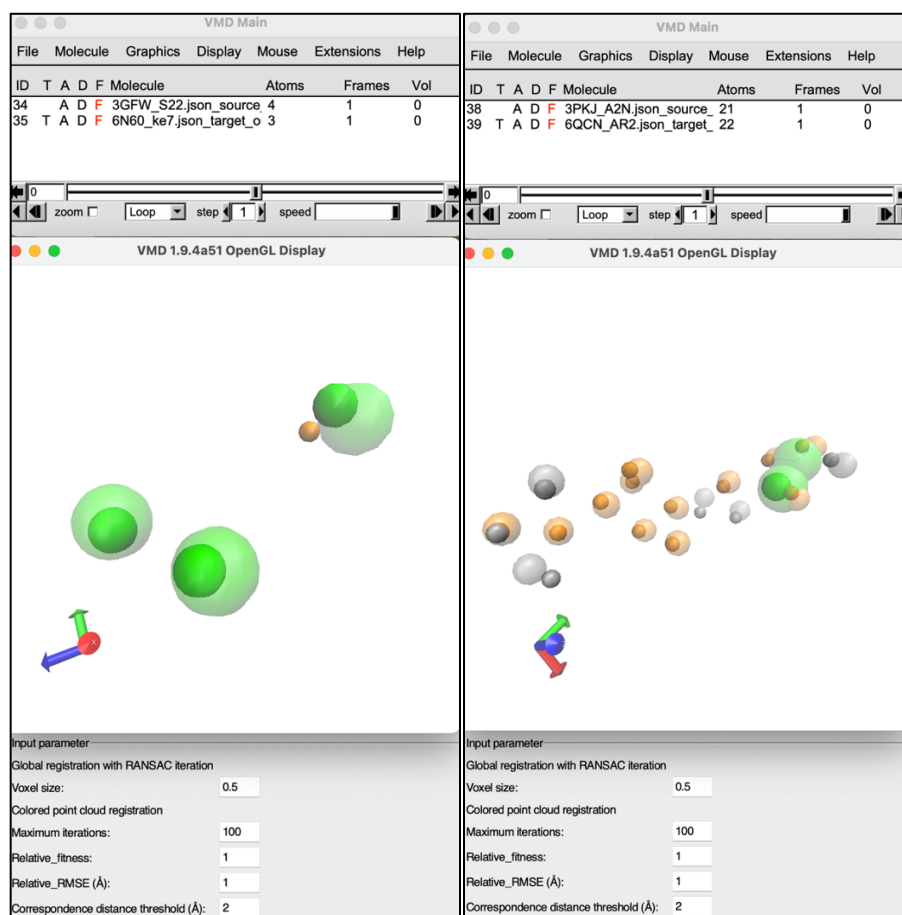 VMD Main
File Molecule Graphics Display Mouse Extensions Help
ID T A D F Molecule Atoms Frames Vol
34 A D F 3GFW_S22.json_source_ 4 1 0
35 T A D F 6N60_ke7.json_target_o 3 1 0
0
zoom Loop step 1 speed
VMD 1.9.4a51 OpenGL Display
x
Input parameter
Global registration with RANSAC iteration
Voxel size: 0.5
Colored point cloud registration
Maximum iterations: 100
Relative_fitness: 1
Relative_RMSE (Å): 1
Correspondence distance threshold (Å): 2
VMD Main
File Molecule Graphics Display Mouse Extensions Help
ID T A D F Molecule Atoms Frames Vol
38 A D F 3PKJ_A2N.json_source_ 21 1 0
39 T A D F 6QCN_AR2.json_target_ 22 1 0
0
zoom Loop step 1 speed
VMD 1.9.4a51 OpenGL Display
Input parameter
Global registration with RANSAC iteration
Voxel size: 0.5
Colored point cloud registration
Maximum iterations: 100
Relative_fitness: 1
Relative_RMSE (Å): 1
Correspondence distance threshold (Å): 2